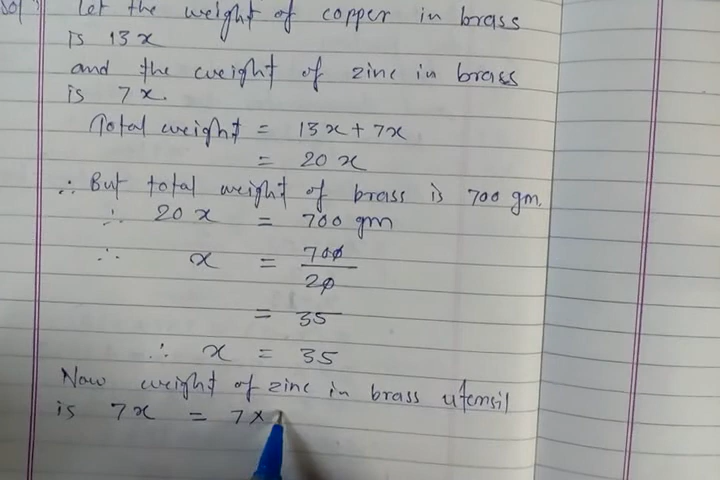 Sol : Let the weight of copper in brass
is 13x
and the weight of zinc in brass
is 7x.
Total weight = 13x + 7x
= 20x
∴ But total weight of brass is 700 gm.
∴ 20x = 700 gm
∴ x = 700/20
= 35
∴ x = 35
Now weight of zinc in brass utensil
is 7x = 7 ×